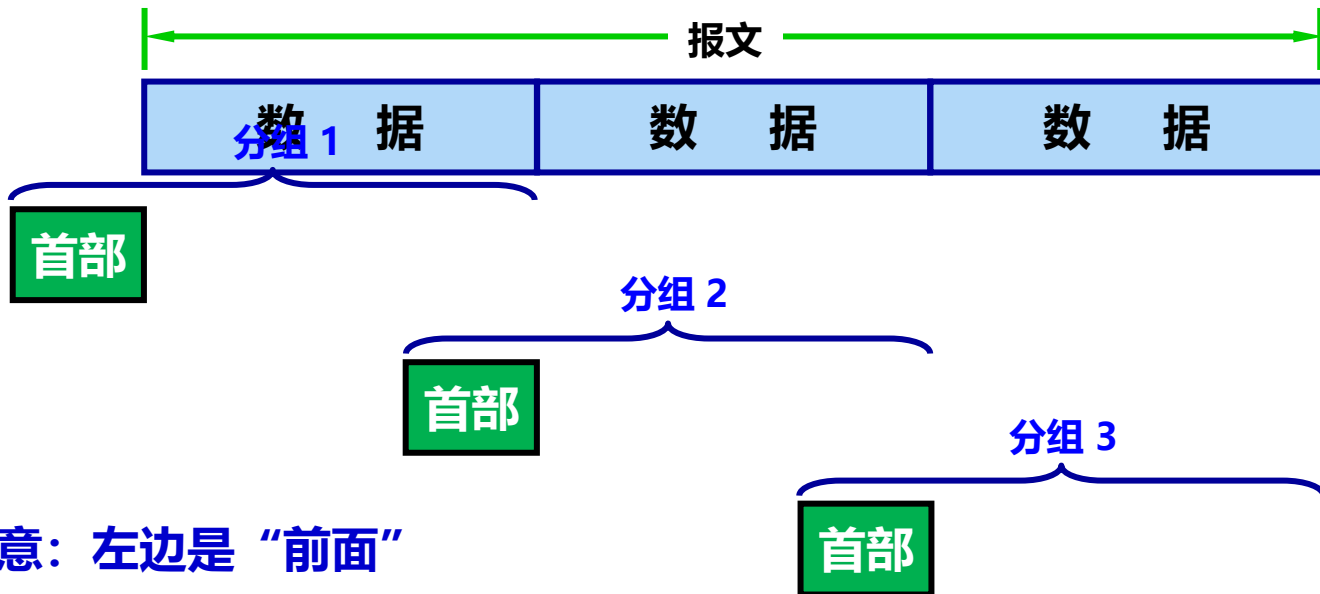 报文
数 据 数 据 数 据
分组 1
首部
分组 2
首部
分组 3
首部
意：左边是“前面”